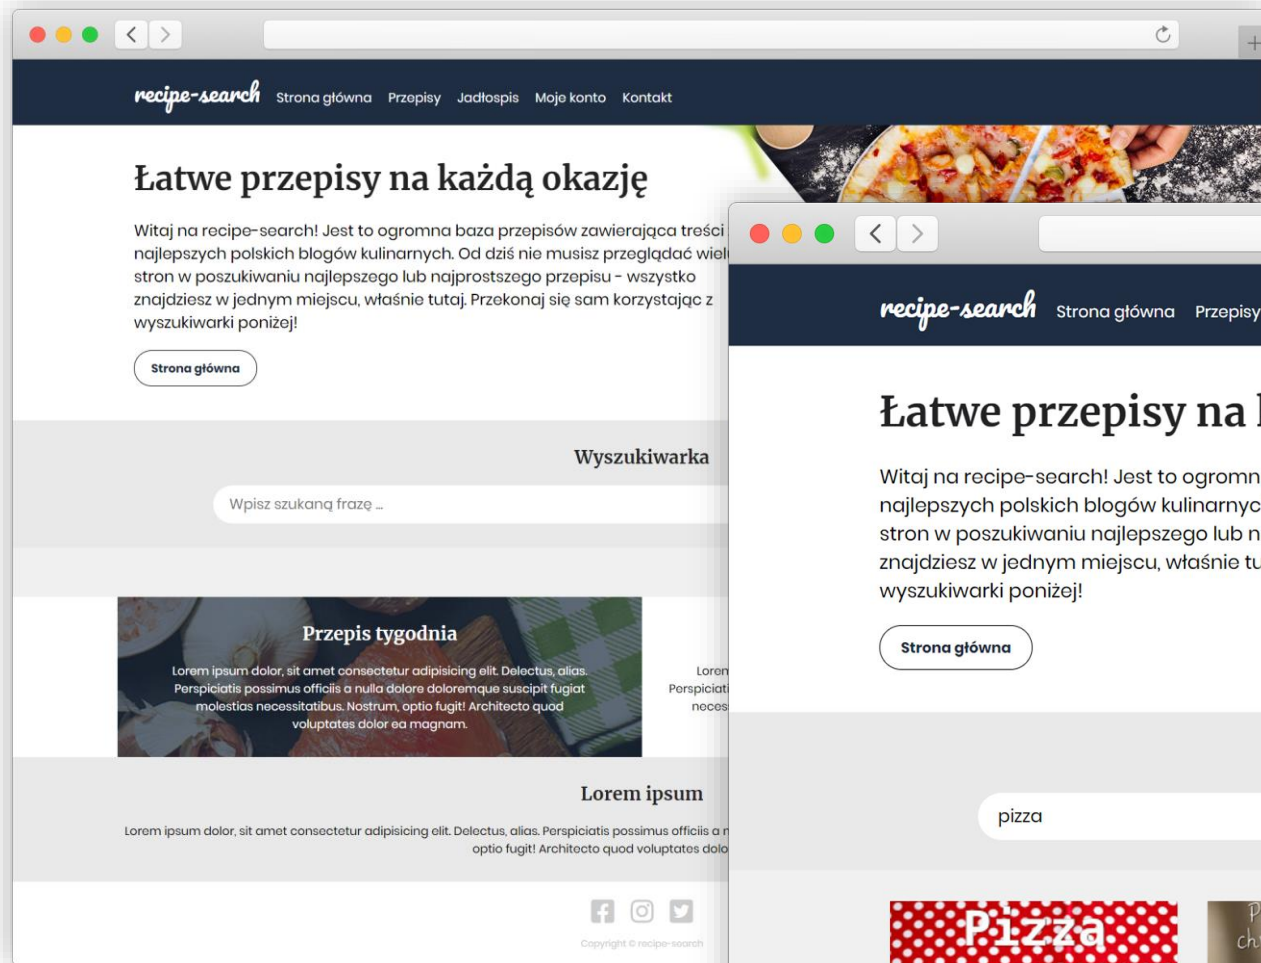 recipe-search Strona główna Przepisy Jadłospis Moje konto Kontakt
Łatwe przepisy na każdą okazję
Witaj na recipe-search! Jest to ogromna baza przepisów zawierająca treści
najlepszych polskich blogów kulinarnych. Od dziś nie musisz przeglądać wiel
stron w poszukiwaniu najlepszego lub najprostszego przepisu - wszystko
znajdziesz w jednym miejscu, właśnie tutaj. Przekonaj się sam korzystając z
wyszukiwarki poniżej!
Strona główna
Wyszukiwarka
Wpisz szukaną frazę ...
Przepis tygodnia
Lorem ipsum dolor, sit amet consectetur adipisicing elit. Delectus, alias.
Perspiciatis possimus officiis a nulla dolore doloremque suscipit fugiat
molestias necessitatibus. Nostrum, optio fugit! Architecto quod
voluptates dolor ea magnam.
Loren
Perspiciati
neces
Lorem ipsum
Lorem ipsum dolor, sit amet consectetur adipisicing elit. Delectus, alias. Perspiciatis possimus officiis a n
optio fugit! Architecto quod voluptates dolo
Copyright © recipe-search
recipe-search Strona główna Przepisy
Łatwe przepisy na
Witaj na recipe-search! Jest to ogromn
najlepszych polskich blogów kulinarnyc
stron w poszukiwaniu najlepszego lub n
znajdziesz w jednym miejscu, właśnie tu
wyszukiwarki poniżej!
Strona główna
pizza
Pizza